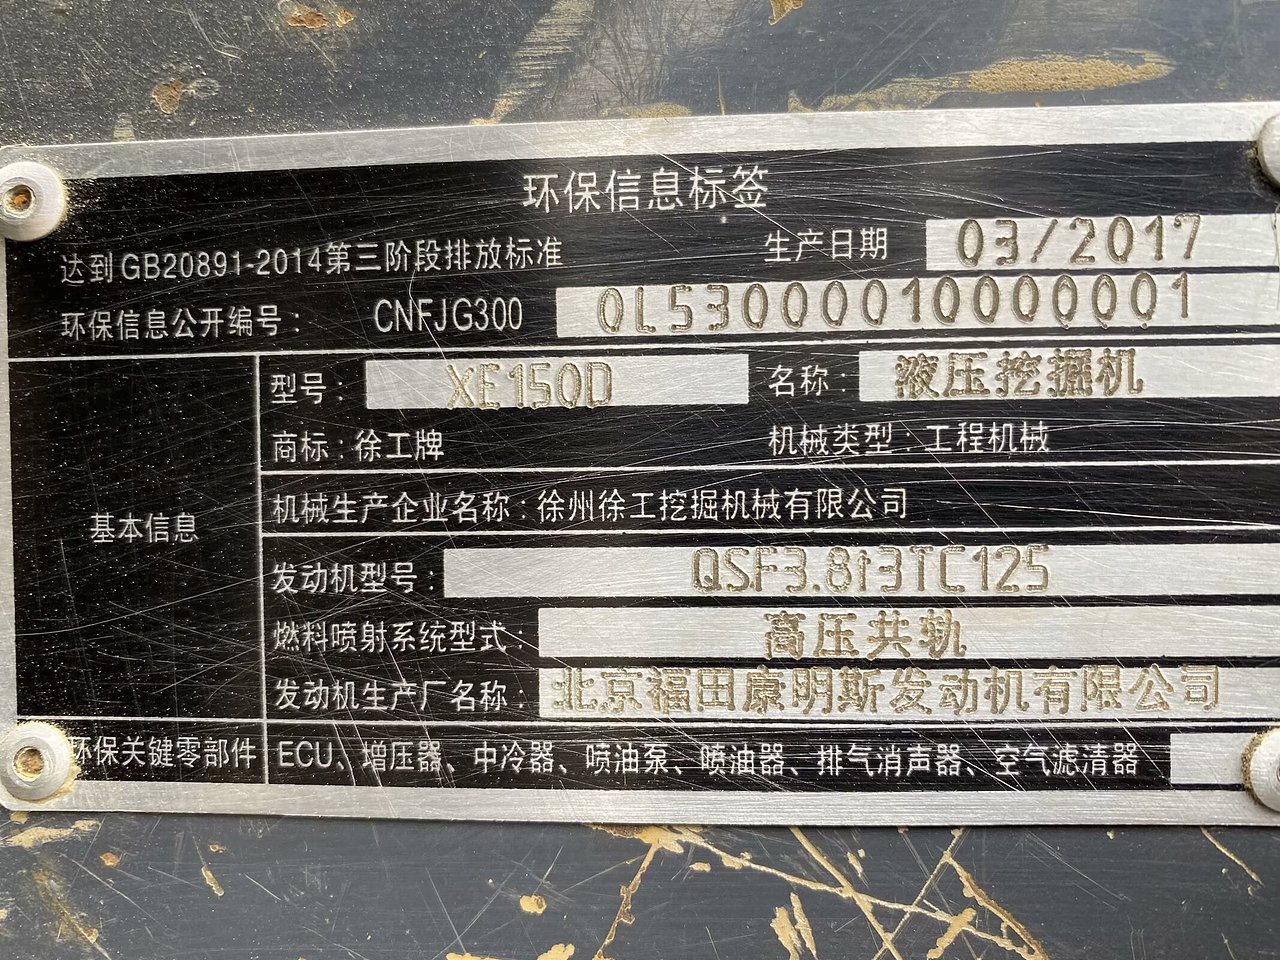 环保信息标签
达到GB20891-2014第三阶段排放标准 生产日期 03/2017
环保信息公开编号： CNFJG300 0L53000010000001
基本信息
型号： XE150D 名称： 液压挖掘机
商标：徐工牌 机械类型：工程机械
机械生产企业名称：徐州徐工挖掘机械有限公司
发动机型号： QSF3.8i3TC125
燃料喷射系统型式： 高压共轨
发动机生产厂名称： 北京福田康明斯发动机有限公司
环保关键零部件 ECU、增压器、中冷器、喷油泵、喷油器、排气消声器、空气滤清器